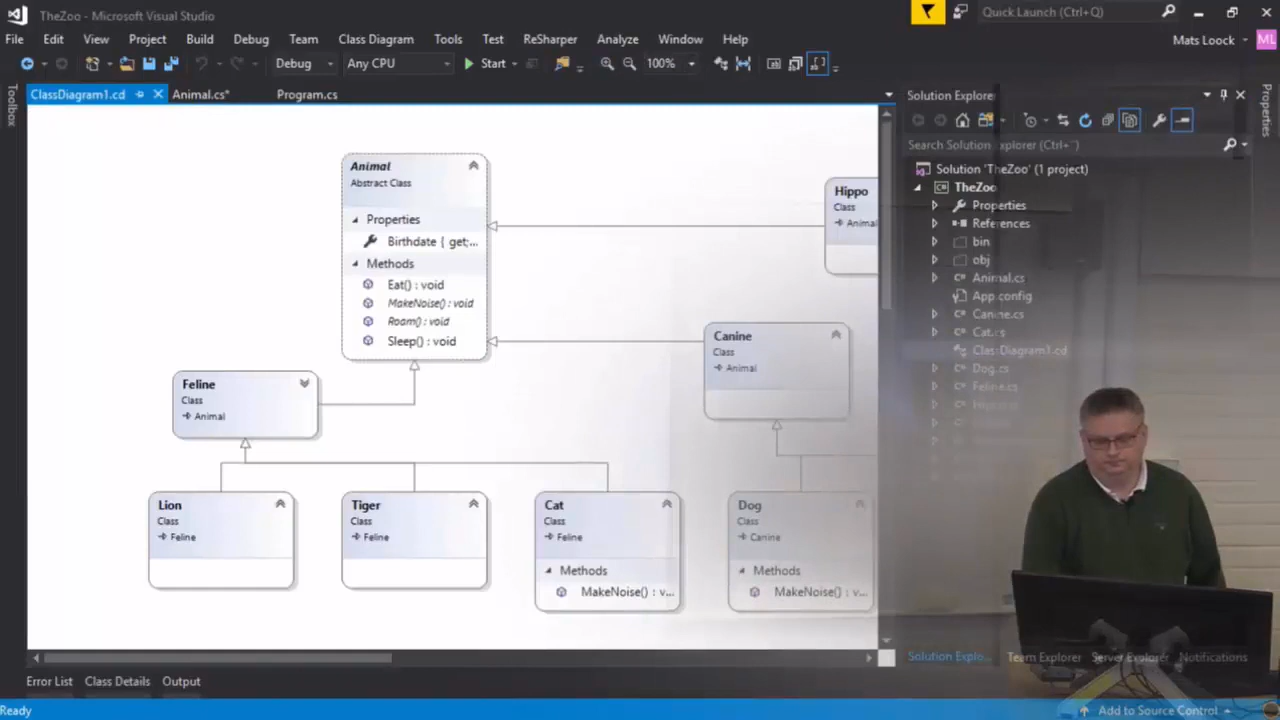 TheZoo - Microsoft Visual Studio
Quick Launch (Ctrl+Q)
File Edit View Project Build Debug Team Class Diagram Tools Test ReSharper Analyze Window Help
Mats Loock ML
Debug Any CPU Start 100%
Toolbox
ClassDiagram1.cd Animal.cs* Program.cs
Solution Explorer
Properties
Search Solution Explorer (Ctrl+¨)
Solution 'TheZoo' (1 project)
TheZoo
Properties
References
bin
obj
Animal.cs
App.config
Canine.cs
Cat.cs
ClassDiagram1.cd
Dog.cs
Feline.cs
Animal
Abstract Class
Properties
Birthdate { get;...
Methods
Eat() : void
MakeNoise() : void
Roam() : void
Sleep() : void
Hippo
Class
Animal
Canine
Class
Animal
Feline
Class
Animal
Lion
Class
Feline
Tiger
Class
Feline
Cat
Class
Feline
Methods
MakeNoise() : v...
Dog
Class
Canine
Methods
MakeNoise() : v...
Solution Explo... Team Explorer Server Explorer Notifications
Error List Class Details Output
Ready
Add to Source Control